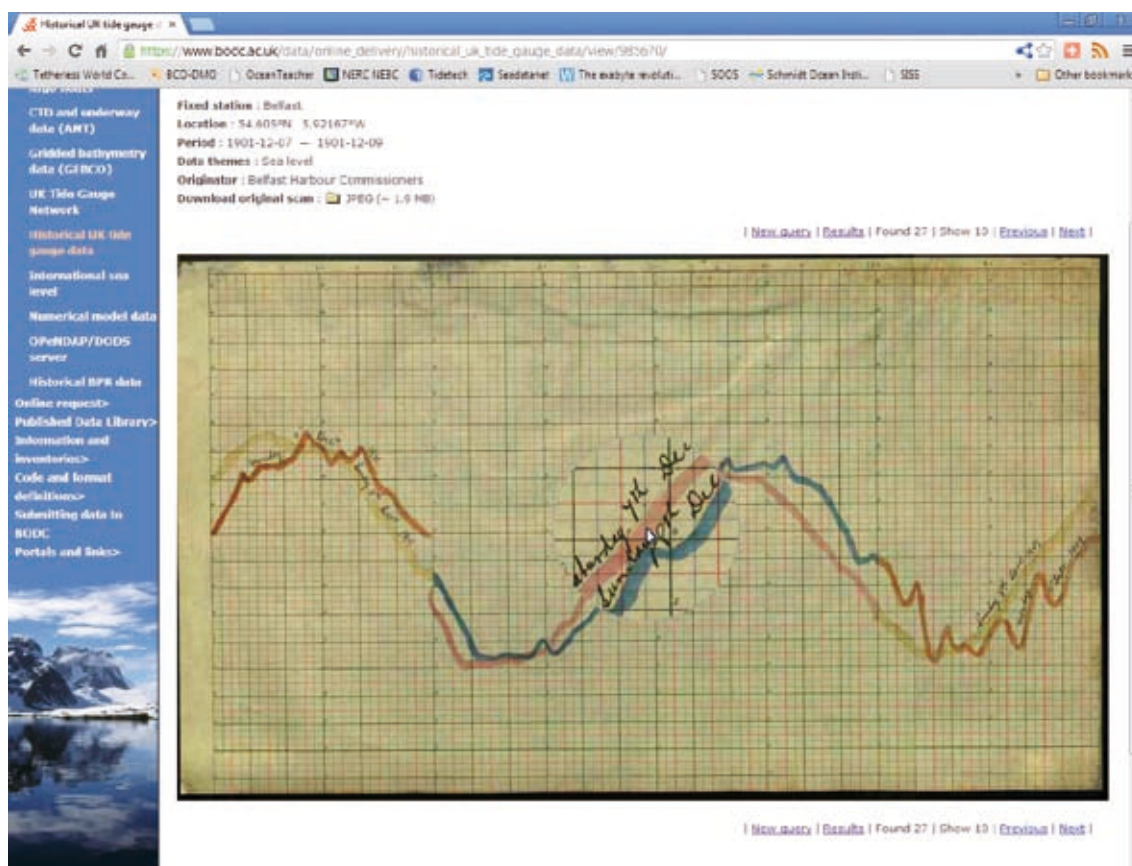 Historical UK tide gauge
https://www.bodc.ac.uk/data/online_delivery/historical_uk_tide_gauge_data/view/985670/
Tetherless World Co... BCO-DMO OceanTeacher NERC NEBC Tidetech Seadatanet The exabyte revoluti... SOOS Schmidt Ocean Insti... SISS » Other bookmark
CTD and underway
data (AMT)
Gridded bathymetry
data (GEBCO)
UK Tide Gauge
Network
Historical UK tide
gauge data
International sea
level
Numerical model data
OPeNDAP/DODS
server
Historical BPR data
Online request>
Published Data Library>
Information and
inventories>
Code and format
definitions>
Submitting data to
BODC
Portals and links>
Fixed station : Belfast
Location : 54.605°N 5.92167°W
Period : 1901-12-07 — 1901-12-09
Data themes : Sea level
Originator : Belfast Harbour Commissioners
Download original scan : JPEG (~ 1.9 MB)
| New query | Results | Found 27 | Show 10 | Previous | Next |
7th Dec
Dec
| New query | Results | Found 27 | Show 10 | Previous | Next |